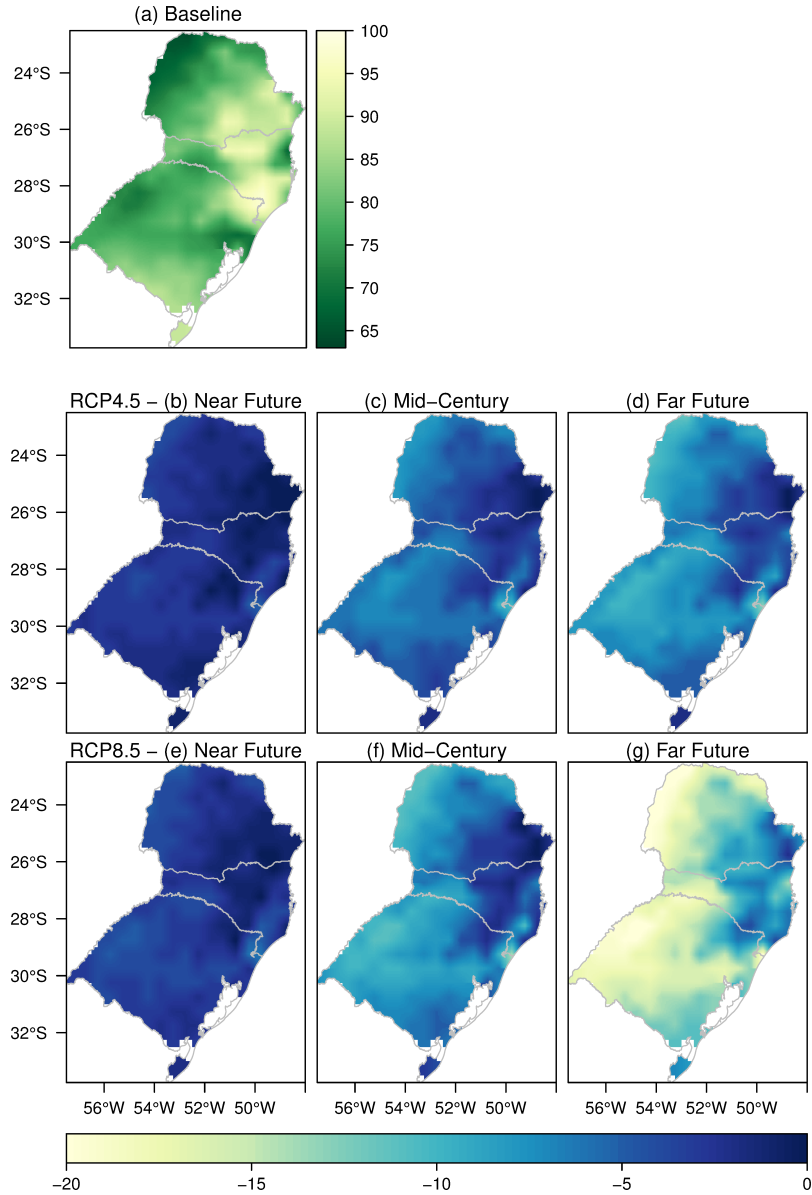 (a) Baseline
24°S
26°S
28°S
30°S
32°S
100
95
90
85
80
75
70
65
RCP4.5 − (b) Near Future
(c) Mid−Century
(d) Far Future
24°S
26°S
28°S
30°S
32°S
RCP8.5 − (e) Near Future
(f) Mid−Century
(g) Far Future
24°S
26°S
28°S
30°S
32°S
56°W 54°W 52°W 50°W
56°W 54°W 52°W 50°W
56°W 54°W 52°W 50°W
−20 −15 −10 −5 0